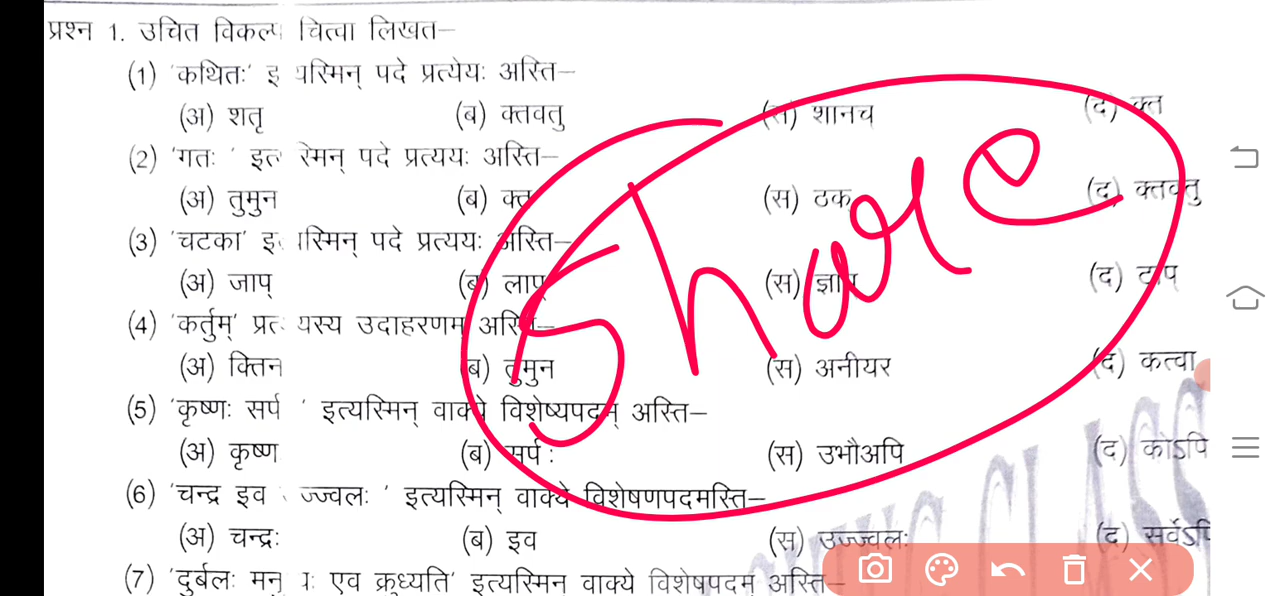 प्रश्न 1. उचित विकल्प चित्वा लिखत–
(1) 'कथितः' इ यस्मिन् पदे प्रत्येयः अस्ति–
(अ) शतृ (ब) क्तवतु (स) शानच (द) क्त
(2) 'गतः ' इत स्मिन् पदे प्रत्ययः अस्ति–
(अ) तुमुन (ब) क्त (स) ठक् (द) क्तवतु
(3) 'चटका' इ स्मिन् पदे प्रत्ययः अस्ति–
(अ) जाप् (ब) लाप् (स) ज्ञाप (द) टाप्
(4) 'कर्तुम्' प्रत यस्य उदाहरणम अस्ति–
(अ) क्तिन (ब) तुमुन (स) अनीयर (द) कत्वा
(5) 'कृष्णः सर्प ' इत्यस्मिन् वाक्ये विशेष्यपदम् अस्ति–
(अ) कृष्ण (ब) सर्प : (स) उभौअपि (द) कोऽपि
(6) 'चन्द्र इव ज्ज्वलः ' इत्यस्मिन् वाक्ये विशेषणपदमस्ति–
(अ) चन्द्रः (ब) इव (स) उज्ज्वलः (द) सर्वेऽपि
(7) 'दुर्बलः मनु एव क्रुध्यति' इत्यस्मिन वाक्ये विशेषपदम् अस्ति–
Share